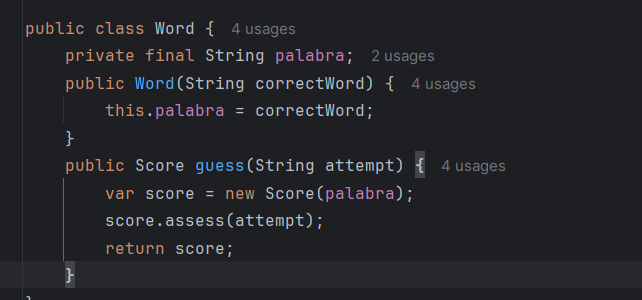 public class Word { 4 usages
private final String palabra; 2 usages
public Word(String correctWord) { 4 usages
this.palabra = correctWord;
}
public Score guess(String attempt) { 4 usages
var score = new Score(palabra);
score.assess(attempt);
return score;
}
}